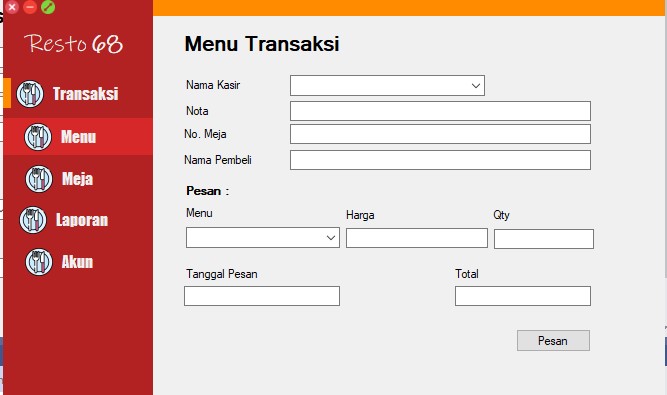 Resto 68
Transaksi
Menu
Meja
Laporan
Akun
Menu Transaksi
Nama Kasir
Nota
No. Meja
Nama Pembeli
Pesan :
Menu Harga Qty
Tanggal Pesan Total
Pesan